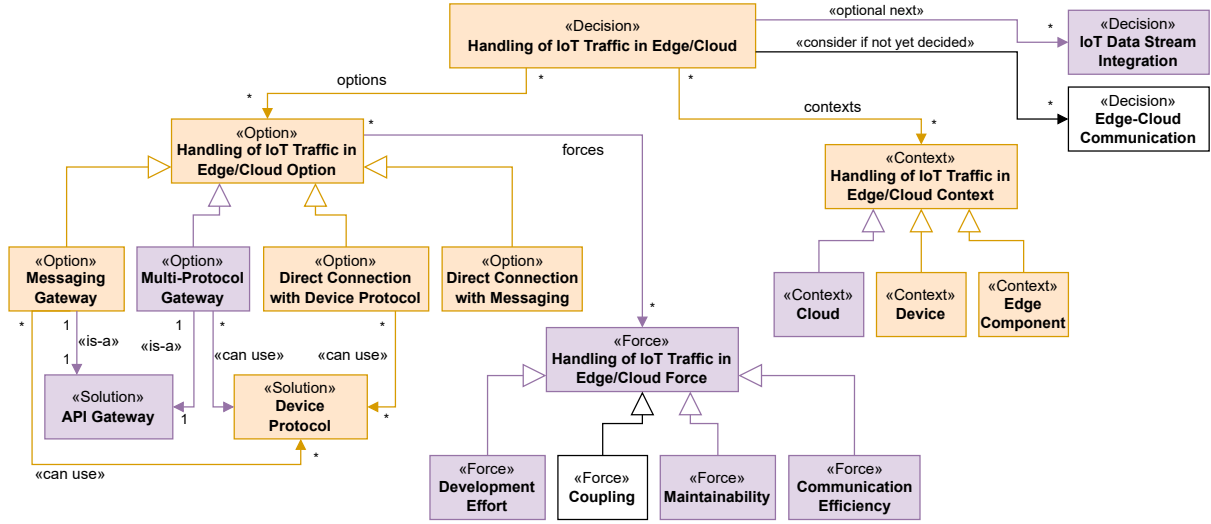 «Decision»
Handling of IoT Traffic in Edge/Cloud
«optional next»
*
«Decision»
IoT Data Stream
Integration
«consider if not yet decided»
*
«Decision»
Edge-Cloud
Communication
*
*
options
contexts
*
*
*
«Option»
Handling of IoT Traffic in
Edge/Cloud Option
forces
«Context»
Handling of IoT Traffic in
Edge/Cloud Context
«Option»
Messaging
Gateway
«Option»
Multi-Protocol
Gateway
«Option»
Direct Connection
with Device Protocol
«Option»
Direct Connection
with Messaging
«Context»
Cloud
«Context»
Device
«Context»
Edge
Component
*
1
1
*
*
*
«is-a»
«is-a»
«can use»
«can use»
1
1
*
«Solution»
API Gateway
«Solution»
Device
Protocol
*
«can use»
«Force»
Handling of IoT Traffic in
Edge/Cloud Force
«Force»
Development
Effort
«Force»
Coupling
«Force»
Maintainability
«Force»
Communication
Efficiency